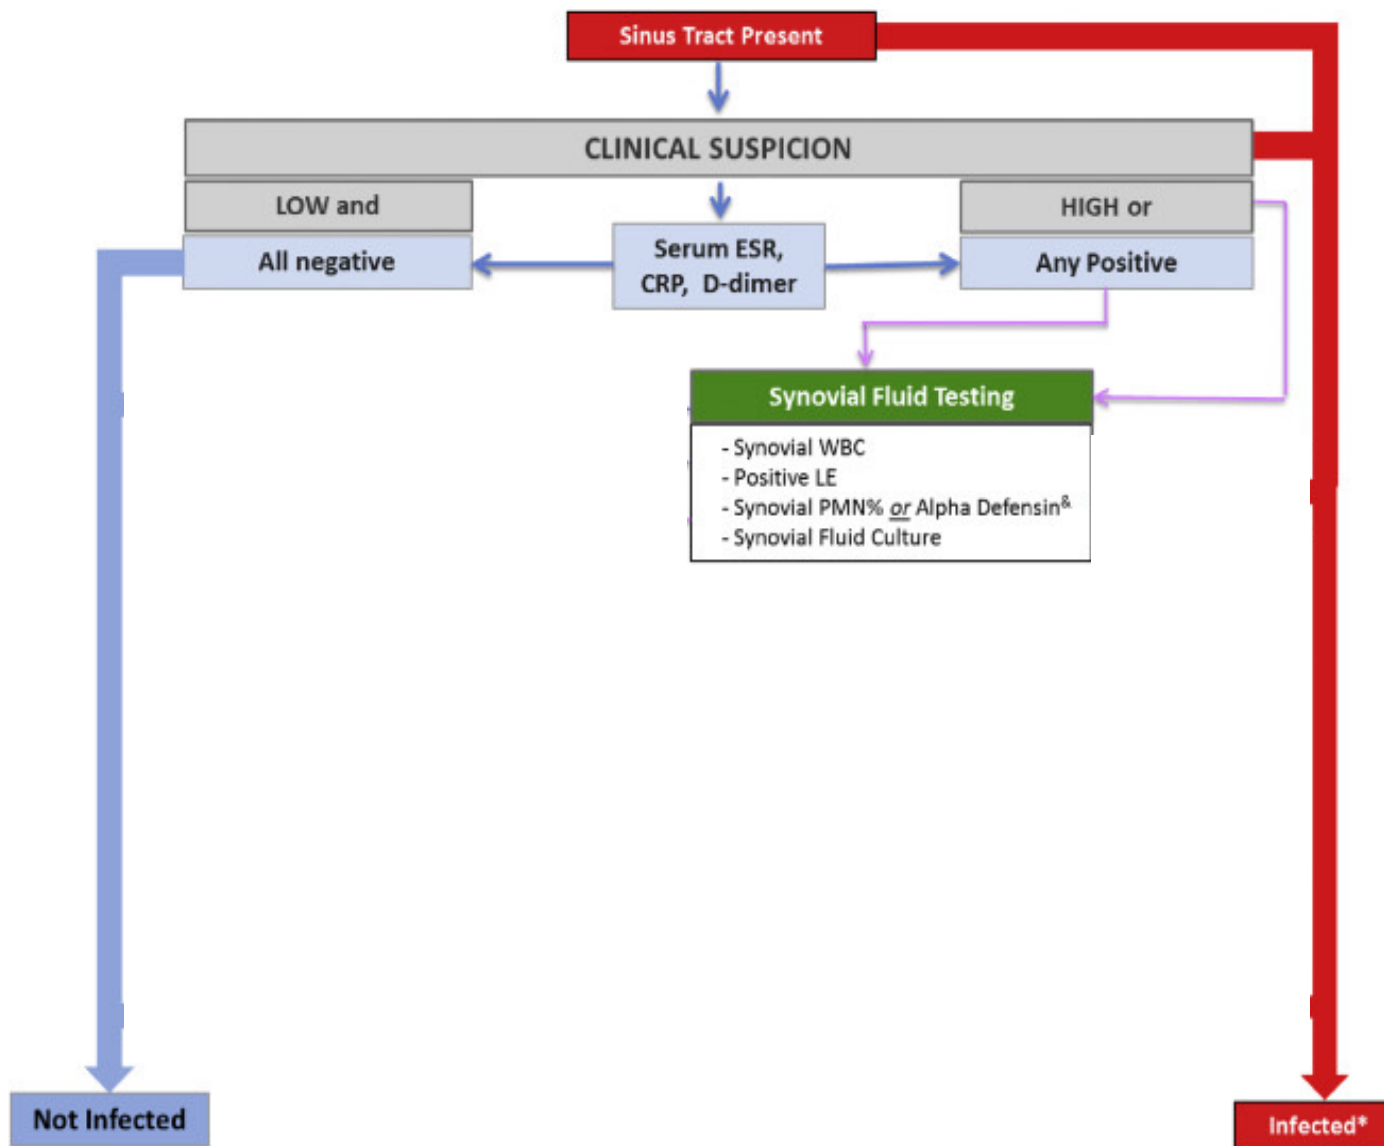 Sinus Tract Present
CLINICAL SUSPICION
LOW and
HIGH or
All negative
Serum ESR,
CRP, D-dimer
Any Positive
Synovial Fluid Testing
- Synovial WBC
- Positive LE
- Synovial PMN% or Alpha Defensin&
- Synovial Fluid Culture
Not Infected
Infected*